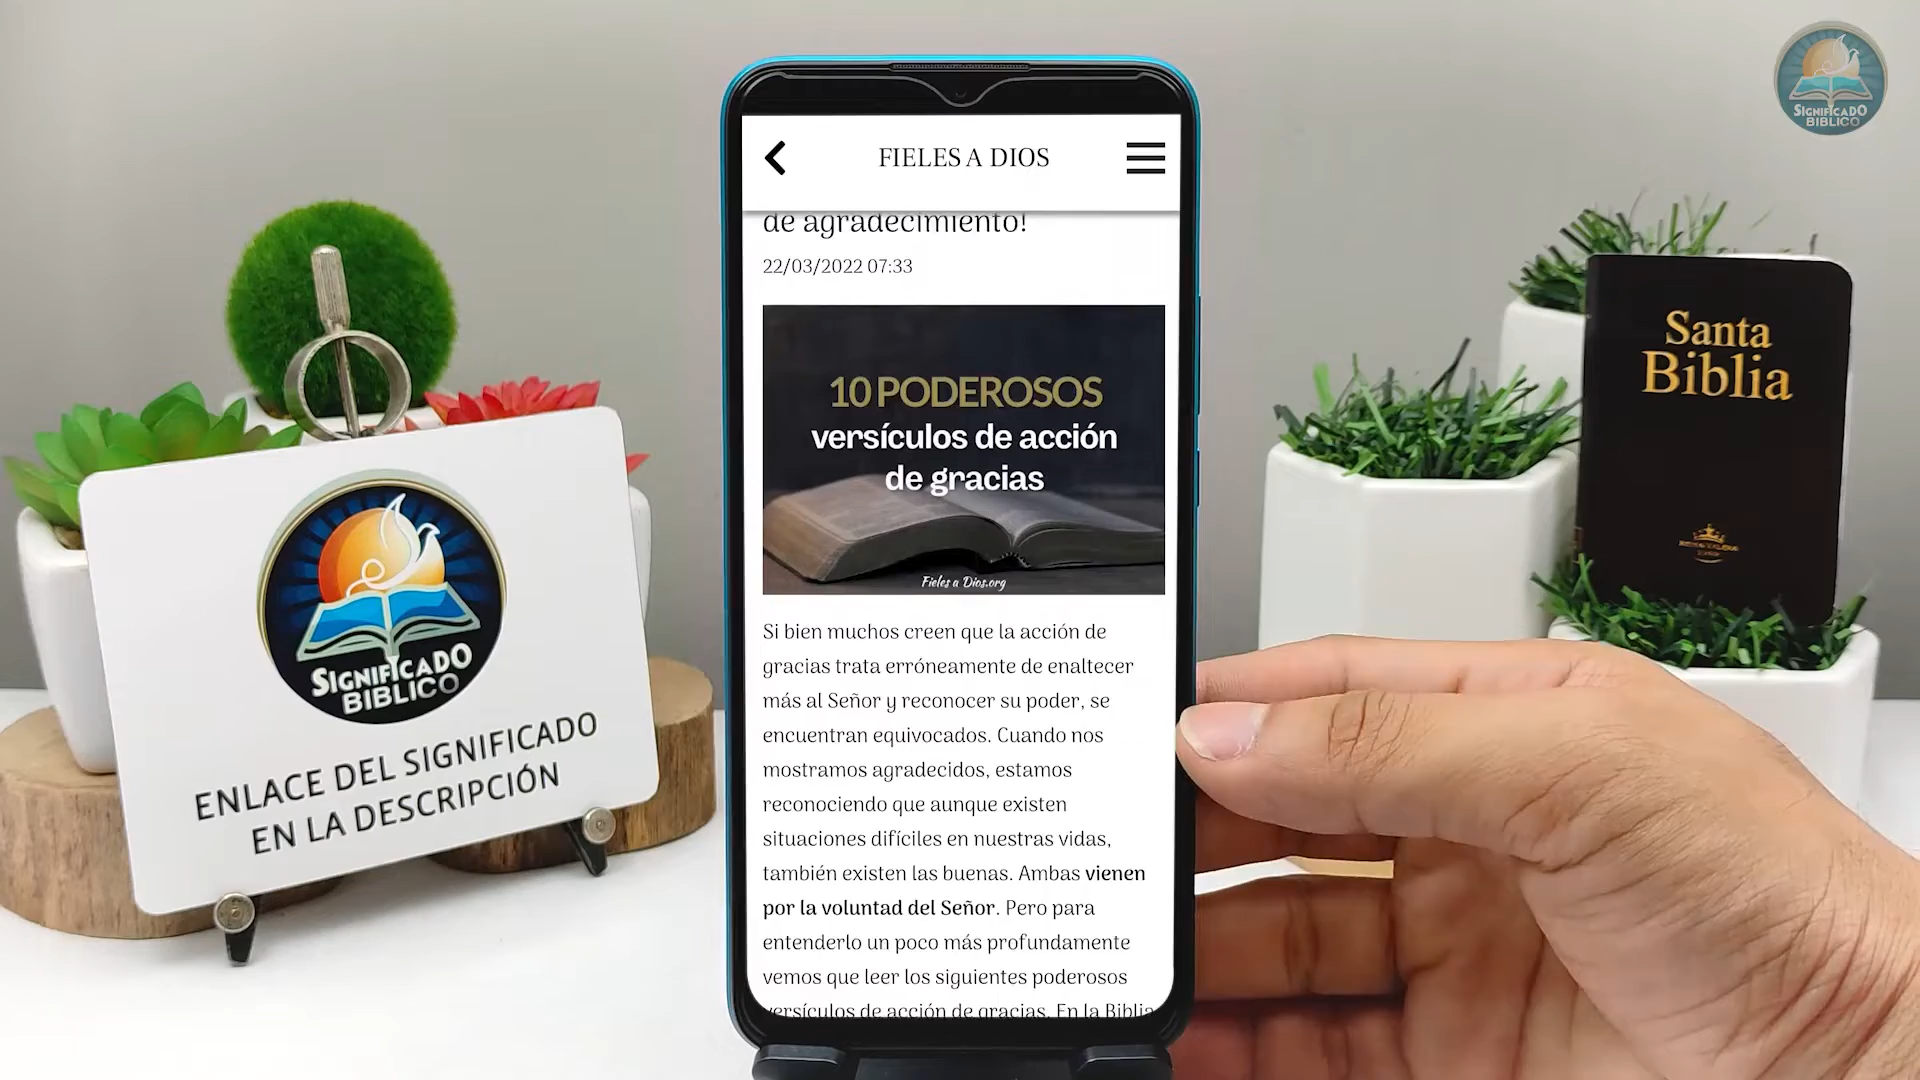 SIGNIFICADO
BIBLICO
FIELES A DIOS
de agradecimiento!
22/03/2022 07:33
10 PODEROSOS
versículos de acción
de gracias
Fieles a Dios.org
Si bien muchos creen que la acción de
gracias trata erróneamente de enaltecer
más al Señor y reconocer su poder, se
encuentran equivocados. Cuando nos
mostramos agradecidos, estamos
reconociendo que aunque existen
situaciones difíciles en nuestras vidas,
también existen las buenas. Ambas vienen
por la voluntad del Señor. Pero para
entenderlo un poco más profundamente
vemos que leer los siguientes poderosos
versículos de acción de gracias. En la Biblia
SIGNIFICADO
BIBLICO
ENLACE DEL SIGNIFICADO
EN LA DESCRIPCIÓN
Santa
Biblia